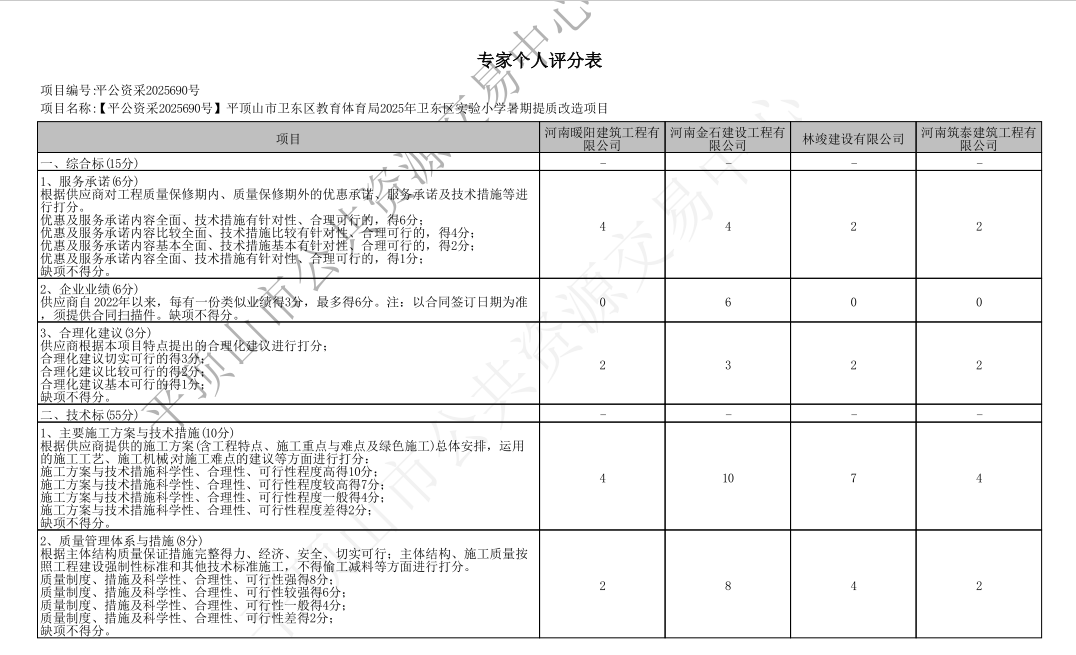 专家个人评分表
项目编号:平公资采2025690号
项目名称:【平公资采2025690号】平顶山市卫东区教育体育局2025年卫东区实验小学暑期提质改造项目
项目 河南暖阳建筑工程有限公司 河南金石建设工程有限公司 林竣建设有限公司 河南筑泰建筑工程有限公司
一、综合标(15分) - - - -
1、服务承诺(6分)
根据供应商对工程质量保修期内、质量保修期外的优惠承诺、服务承诺及技术措施等进
行打分。
优惠及服务承诺内容全面、技术措施有针对性、合理可行的，得6分;
优惠及服务承诺内容比较全面、技术措施比较有针对性、合理可行的，得4分;
优惠及服务承诺内容基本全面、技术措施基本有针对性、合理可行的，得2分;
优惠及服务承诺内容全面、技术措施有针对性、合理可行的，得1分;
缺项不得分。
4 4 2 2
2、企业业绩(6分)
供应商自 2022年以来，每有一份类似业绩得3分，最多得6分。注：以合同签订日期为准
，须提供合同扫描件。缺项不得分。
0 6 0 0
3、合理化建议(3分)
供应商根据本项目特点提出的合理化建议进行打分;
合理化建议切实可行的得3分;
合理化建议比较可行的得2分;
合理化建议基本可行的得1分;
缺项不得分。
2 3 2 2
二、技术标(55分) - - - -
1、主要施工方案与技术措施(10分)
根据供应商提供的施工方案(含工程特点、施工重点与难点及绿色施工)总体安排，运用
的施工工艺、施工机械;对施工难点的建议等方面进行打分;
施工方案与技术措施科学性、合理性、可行性程度高得10分;
施工方案与技术措施科学性、合理性、可行性程度较高得7分;
施工方案与技术措施科学性、合理性、可行性程度一般得4分;
施工方案与技术措施科学性、合理性、可行性程度差得2分;
缺项不得分。
4 10 7 4
2、质量管理体系与措施(8分)
根据主体结构质量保证措施完整得力、经济、安全、切实可行；主体结构、施工质量按
照工程建设强制性标准和其他技术标准施工，不得偷工减料等方面进行打分。
质量制度、措施及科学性、合理性、可行性强得8分;
质量制度、措施及科学性、合理性、可行性较强得6分;
质量制度、措施及科学性、合理性、可行性一般得4分;
质量制度、措施及科学性、合理性、可行性差得2分;
缺项不得分。
2 8 4 2
平顶山市公共资源交易中心
平顶山市公共资源交易中心